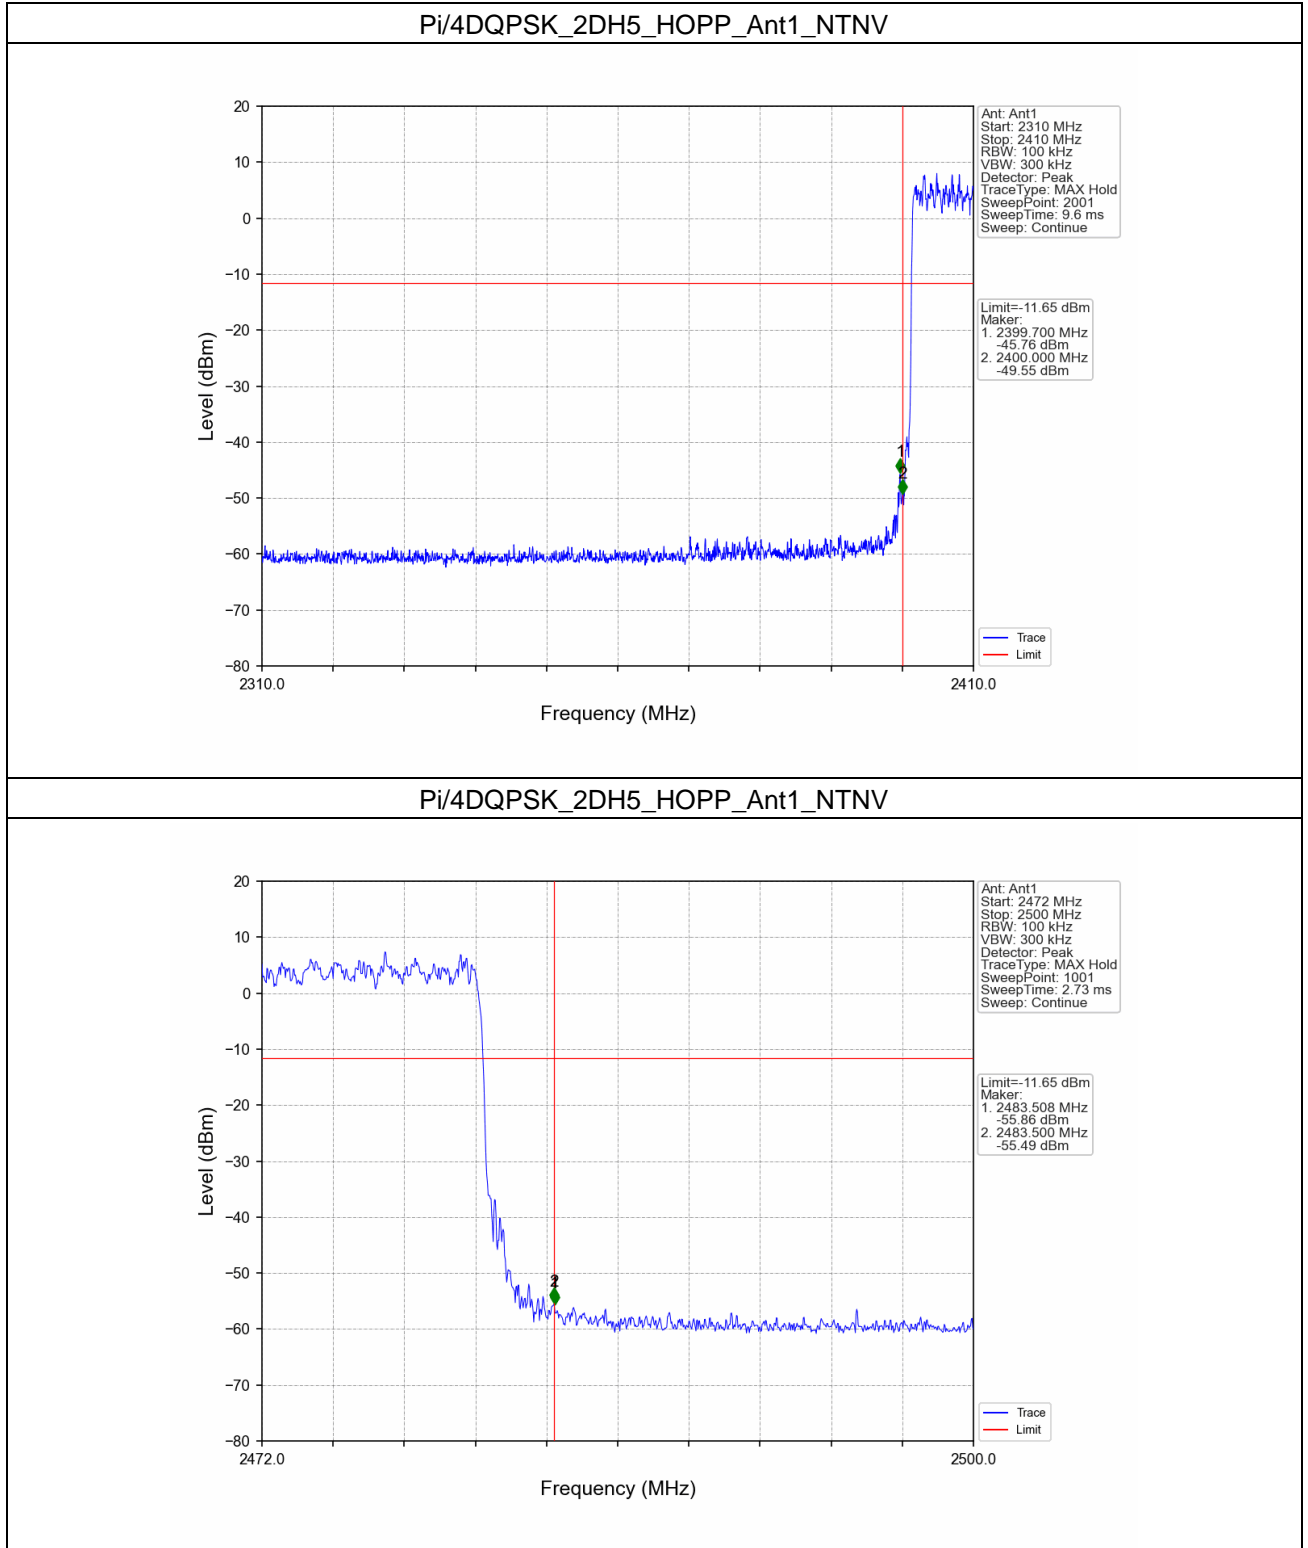 Pi/4DQPSK_2DH5_HOPP_Ant1_NTNV
20
10
0
−10
−20
−30
−40
−50
−60
−70
−80
Level (dBm)
2310.0
2410.0
Frequency (MHz)
1
2
Ant: Ant1
Start: 2310 MHz
Stop: 2410 MHz
RBW: 100 kHz
VBW: 300 kHz
Detector: Peak
TraceType: MAX Hold
SweepPoint: 2001
SweepTime: 9.6 ms
Sweep: Continue
Limit=-11.65 dBm
Maker:
1. 2399.700 MHz
-45.76 dBm
2. 2400.000 MHz
-49.55 dBm
Trace
Limit
Pi/4DQPSK_2DH5_HOPP_Ant1_NTNV
20
10
0
−10
−20
−30
−40
−50
−60
−70
−80
Level (dBm)
2472.0
2500.0
Frequency (MHz)
2
Ant: Ant1
Start: 2472 MHz
Stop: 2500 MHz
RBW: 100 kHz
VBW: 300 kHz
Detector: Peak
TraceType: MAX Hold
SweepPoint: 1001
SweepTime: 2.73 ms
Sweep: Continue
Limit=-11.65 dBm
Maker:
1. 2483.508 MHz
-55.86 dBm
2. 2483.500 MHz
-55.49 dBm
Trace
Limit